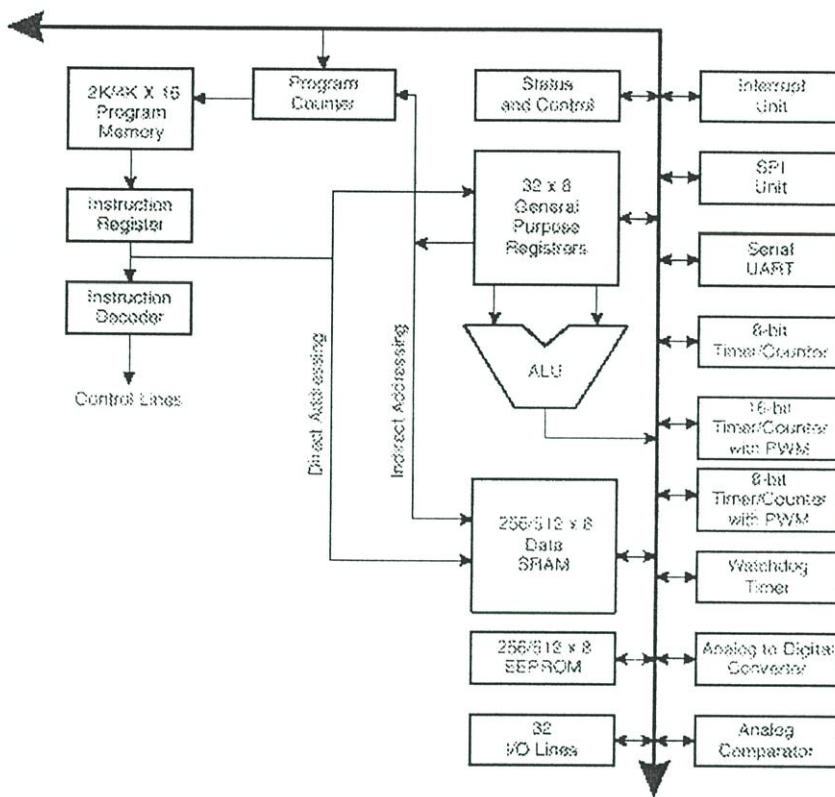 2K/4K X 16
Program
Memory
Program
Counter
Status
and Control
Interrupt
Unit
Instruction
Register
32 x 8
General
Purpose
Registrers
SPI
Unit
Serial
UART
Instruction
Decoder
Control Lines
Direct Addressing
Indirect Addressing
ALU
8-bit
Timer/Counter
16-bit
Timer/Counter
with PWM
8-bit
Timer/Counter
with PWM
256/512 x 8
Data
SRAM
Watchdog
Timer
256/512 x 8
EEPROM
Analog to Digital
Converter
32
I/O Lines
Analog
Comparator